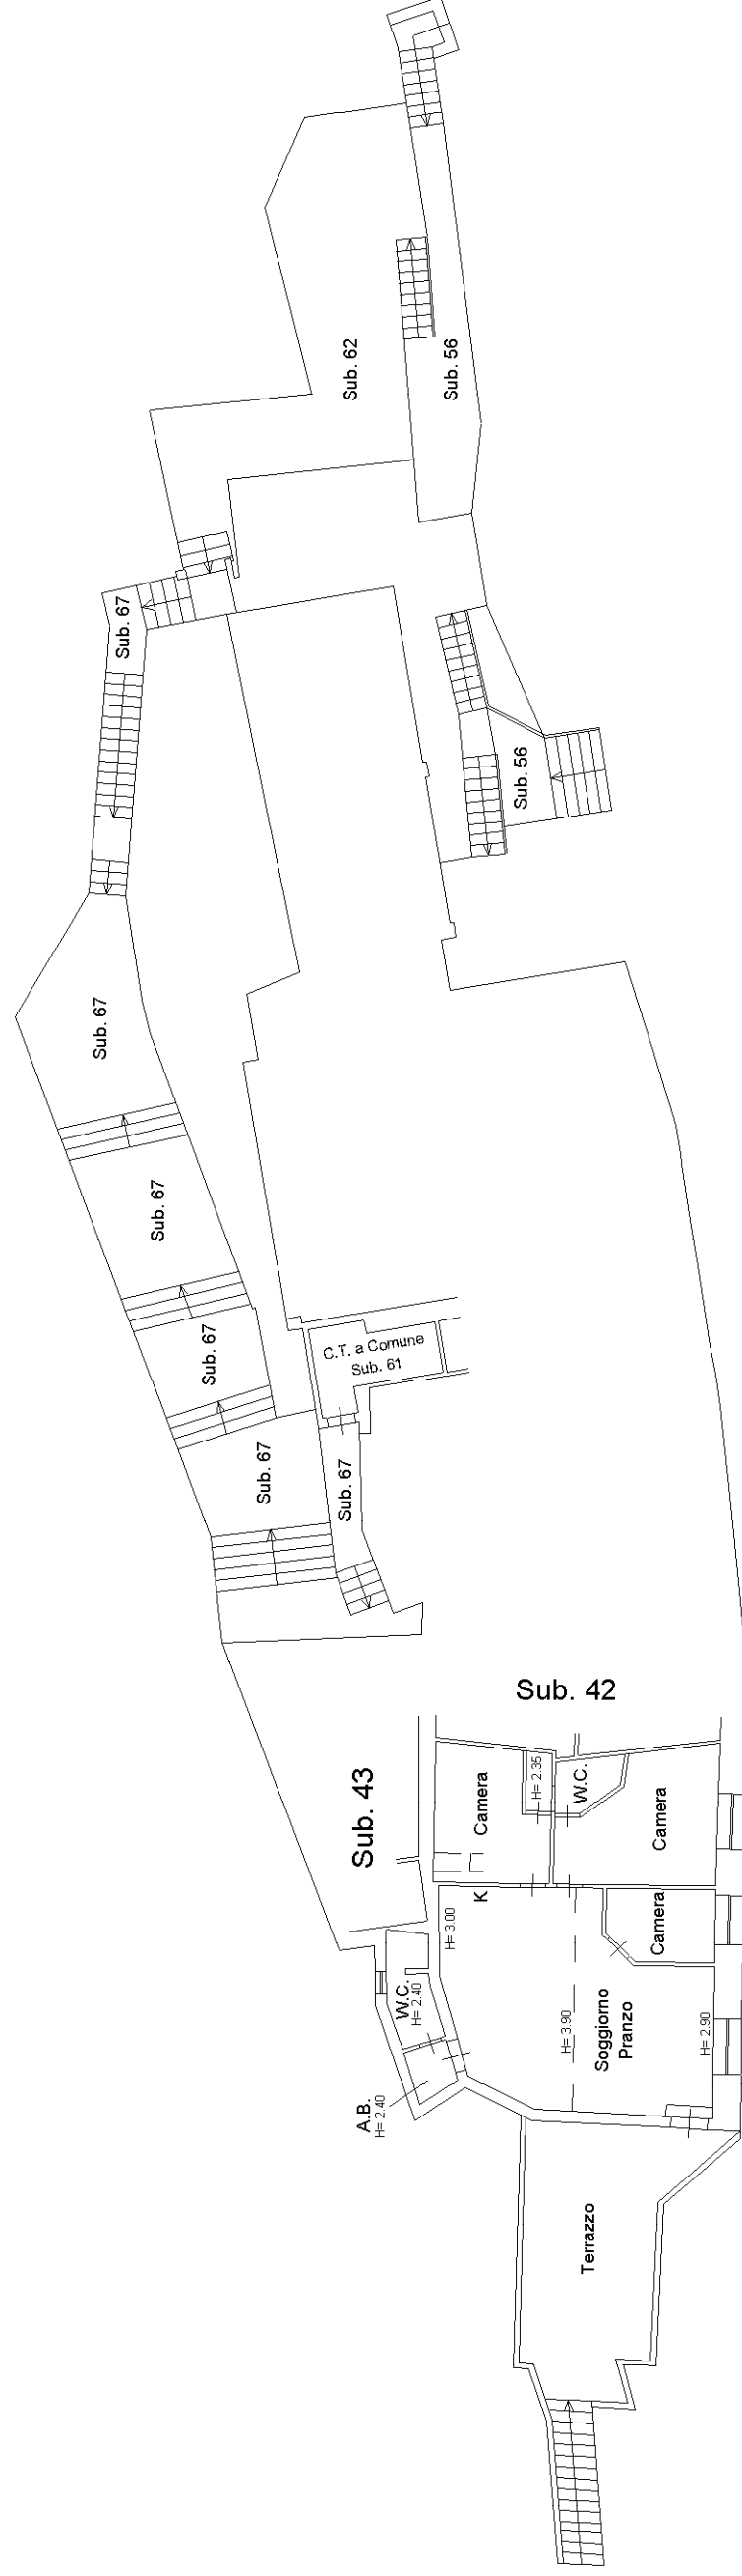 Sub. 62
Sub. 56
Sub. 67
Sub. 56
Sub. 67
Sub. 67
Sub. 67
C.T. a Comune
Sub. 61
Sub. 67
Sub. 67
Sub. 42
Sub. 43
Camera
H= 2.35
W.C.
Camera
K
H= 3.00
Camera
W.C.
H= 2.40
H= 3.90
Soggiorno
Pranzo
H= 2.90
A.B.
H= 2.40
Terrazzo